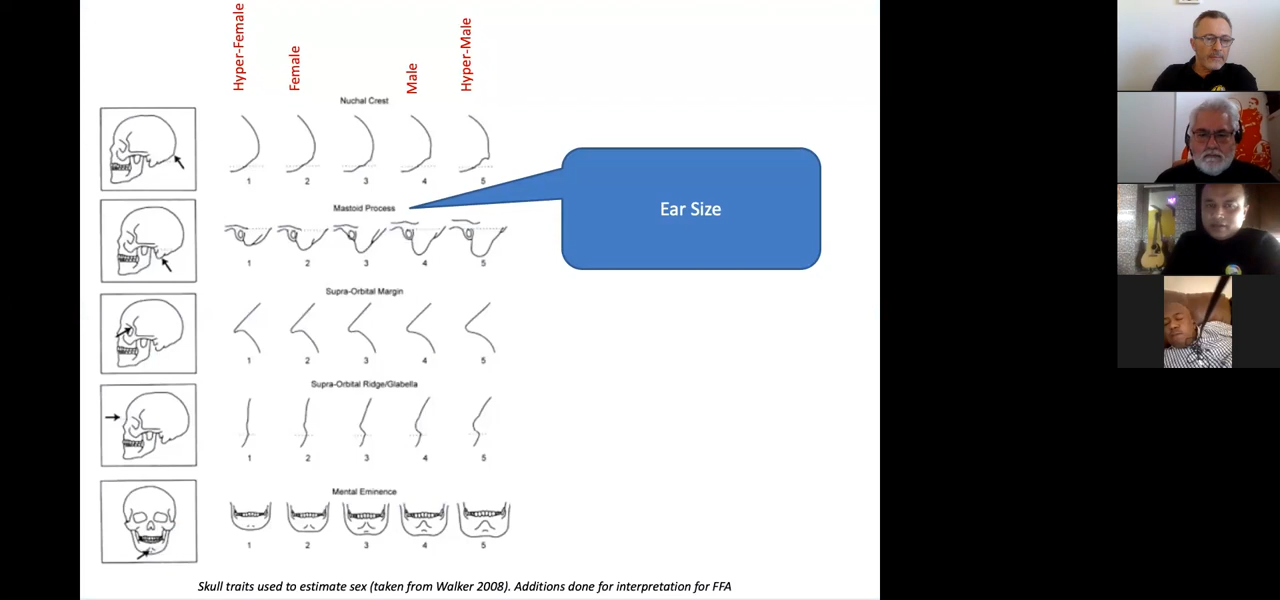 Hyper-Female
Female
Male
Hyper-Male
Nuchal Crest
1 2 3 4 5
Mastoid Process
1 2 3 4 5
Ear Size
Supra-Orbital Margin
1 2 3 4 5
Supra-Orbital Ridge/Glabella
1 2 3 4 5
Mental Eminence
1 2 3 4 5
Skull traits used to estimate sex (taken from Walker 2008). Additions done for interpretation for FFA